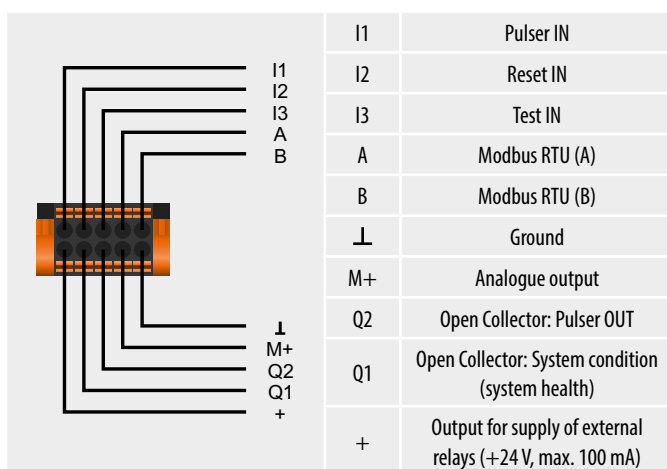 I1
I2
I3
A
B
⊥
M+
Q2
Q1
+
I1 Pulser IN
I2 Reset IN
I3 Test IN
A Modbus RTU (A)
B Modbus RTU (B)
⊥ Ground
M+ Analogue output
Q2 Open Collector: Pulser OUT
Q1 Open Collector: System condition
(system health)
+ Output for supply of external
relays (+24 V, max. 100 mA)